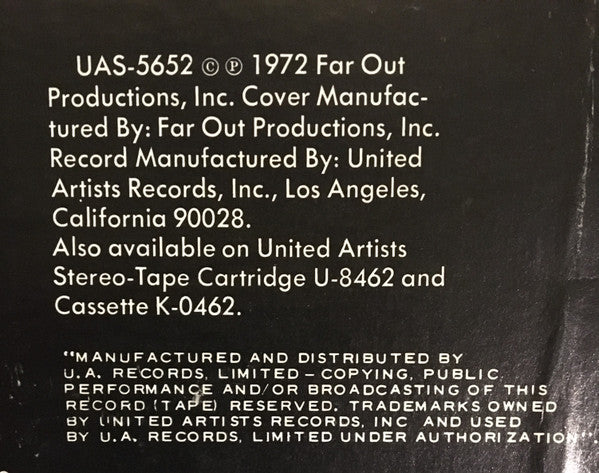 UAS-5652 © ℗ 1972 Far Out
Productions, Inc. Cover Manufac-
tured By: Far Out Productions, Inc.
Record Manufactured By: United
Artists Records, Inc., Los Angeles,
California 90028.
Also available on United Artists
Stereo-Tape Cartridge U-8462 and
Cassette K-0462.
"MANUFACTURED AND DISTRIBUTED BY
U.A. RECORDS, LIMITED – COPYING, PUBLIC
PERFORMANCE AND/OR BROADCASTING OF THIS
RECORD (TAPE) RESERVED. TRADEMARKS OWNED
BY UNITED ARTISTS RECORDS, INC AND USED
BY U.A. RECORDS, LIMITED UNDER AUTHORIZATION".